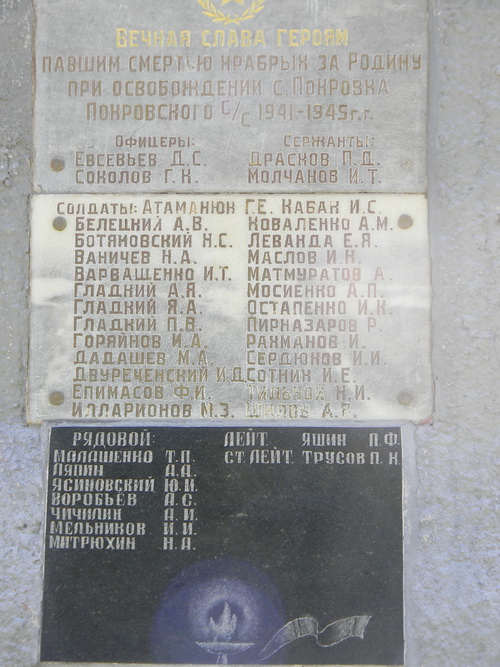 Вечная слава героям
павшим смертью храбрых за Родину
при освобождении с. Покровка
Покровского с/с 1941-1945 г.г.
Офицеры: Сержанты:
Евсевьев Д.С. Драсков П.Д.
Соколов Г.К. Молчанов И.Т.
Солдаты: Атаманюк Г.Е. Кабак И.С.
Белецкий А.В. Коваленко А.М.
Ботяновский Н.С. Леванда Е.Я.
Ваничев Н.А. Маслов И.Н.
Варващенко И.Т. Матмуратов А.
Гладкий А.Я. Мосиенко А.П.
Гладкий Я.А. Остапенко И.К.
Гладкий П.В. Пирназаров Р.
Горяйнов И.А. Рахманов И.
Дадашев М.А. Сердюков И.И.
Двуреченский И.Д. Сотник И.Е.
Епимасов Ф.И. Н.И.
Илларионов N.З. А.Е.
РЯДОВОЙ: ЛЕЙТ. ЯШИН П.Ф.
МАЛАШЕНКО Т.П. СТ.ЛЕЙТ. ТРУСОВ П.К.
ЛЯПИН А.А.
ЯСИНОВСКИЙ Ю.И.
ВОРОБЬЕВ А.С.
ЧИЧИЛИН А.И.
МЕЛЬНИКОВ И.И.
МИТРЮХИН Н.А.